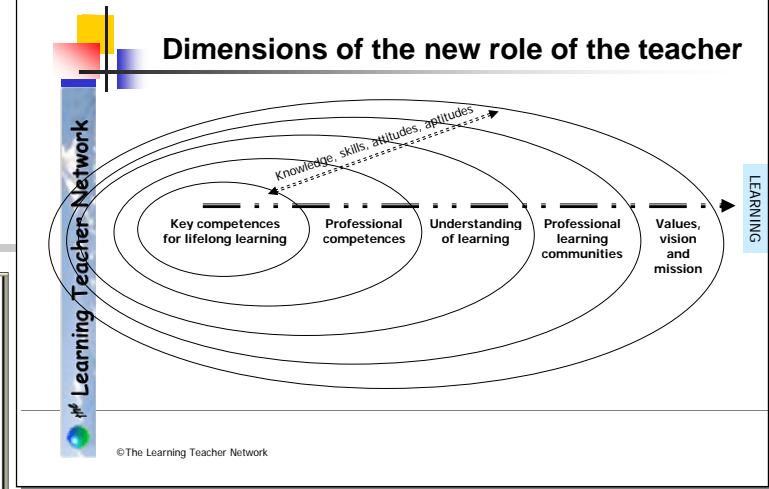 Dimensions of the new role of the teacher
the Learning Teacher Network
Knowledge, skills, attitudes, aptitudes
LEARNING
Key competences
for lifelong learning
Professional
competences
Understanding
of learning
Professional
learning
communities
Values,
vision
and
mission
©The Learning Teacher Network